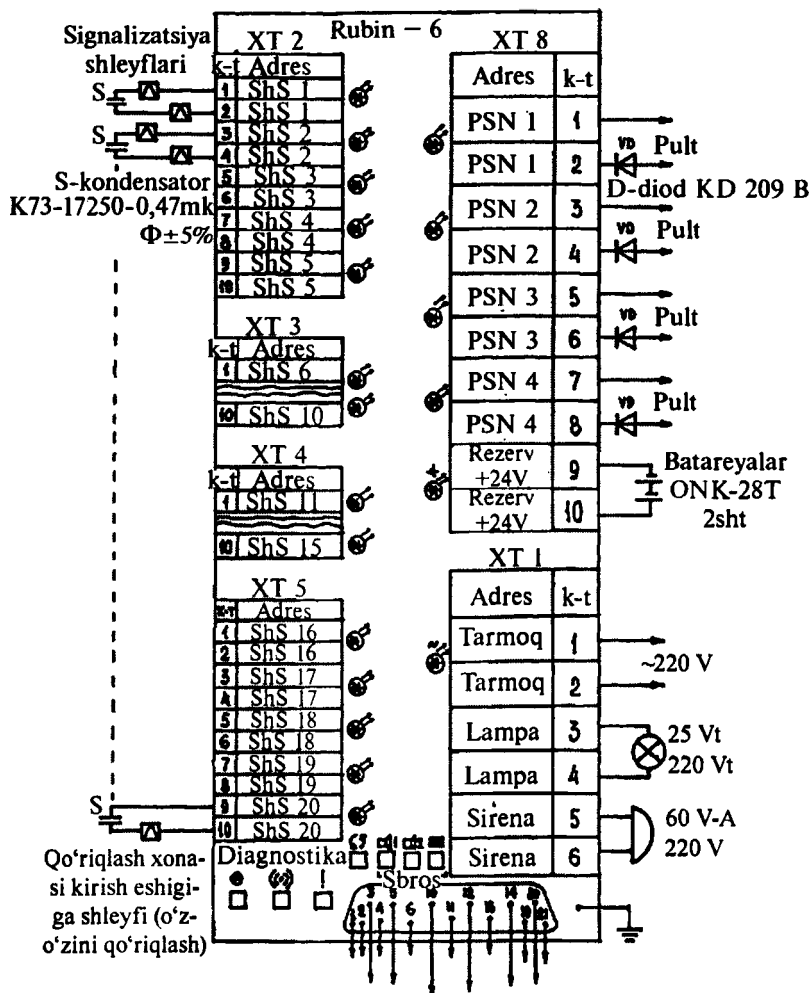 Rubin – 6
Signalizatsiya
shleyflari
XT 2
k-t Adres
1 ShS 1
2 ShS 1
3 ShS 2
4 ShS 2
5 ShS 3
6 ShS 3
7 ShS 4
8 ShS 4
9 ShS 5
10 ShS 5
S
S
S-kondensator
K73-17250-0,47mk
Ф±5%
XT 3
k-t Adres
1 ShS 6
10 ShS 10
XT 4
k-t Adres
1 ShS 11
10 ShS 15
XT 5
k-t Adres
1 ShS 16
2 ShS 16
3 ShS 17
4 ShS 17
5 ShS 18
6 ShS 18
7 ShS 19
8 ShS 19
9 ShS 20
10 ShS 20
S
Qo‘riqlash xona-
si kirish eshigi-
ga shleyfi (o‘z-
o‘zini qo‘riqlash)
Diagnostika
Sbros
XT 8
Adres k-t
PSN 1 1
PSN 1 2
PSN 2 3
PSN 2 4
PSN 3 5
PSN 3 6
PSN 4 7
PSN 4 8
Rezerv +24V 9
Rezerv +24V 10
VD Pult
D-diod KD 209 B
VD Pult
VD Pult
VD Pult
Batareyalar
ONK-28T
2sht
XT 1
Adres k-t
Tarmoq 1
Tarmoq 2
Lampa 3
Lampa 4
Sirena 5
Sirena 6
~220 V
25 Vt
220 Vt
60 V-A
220 V